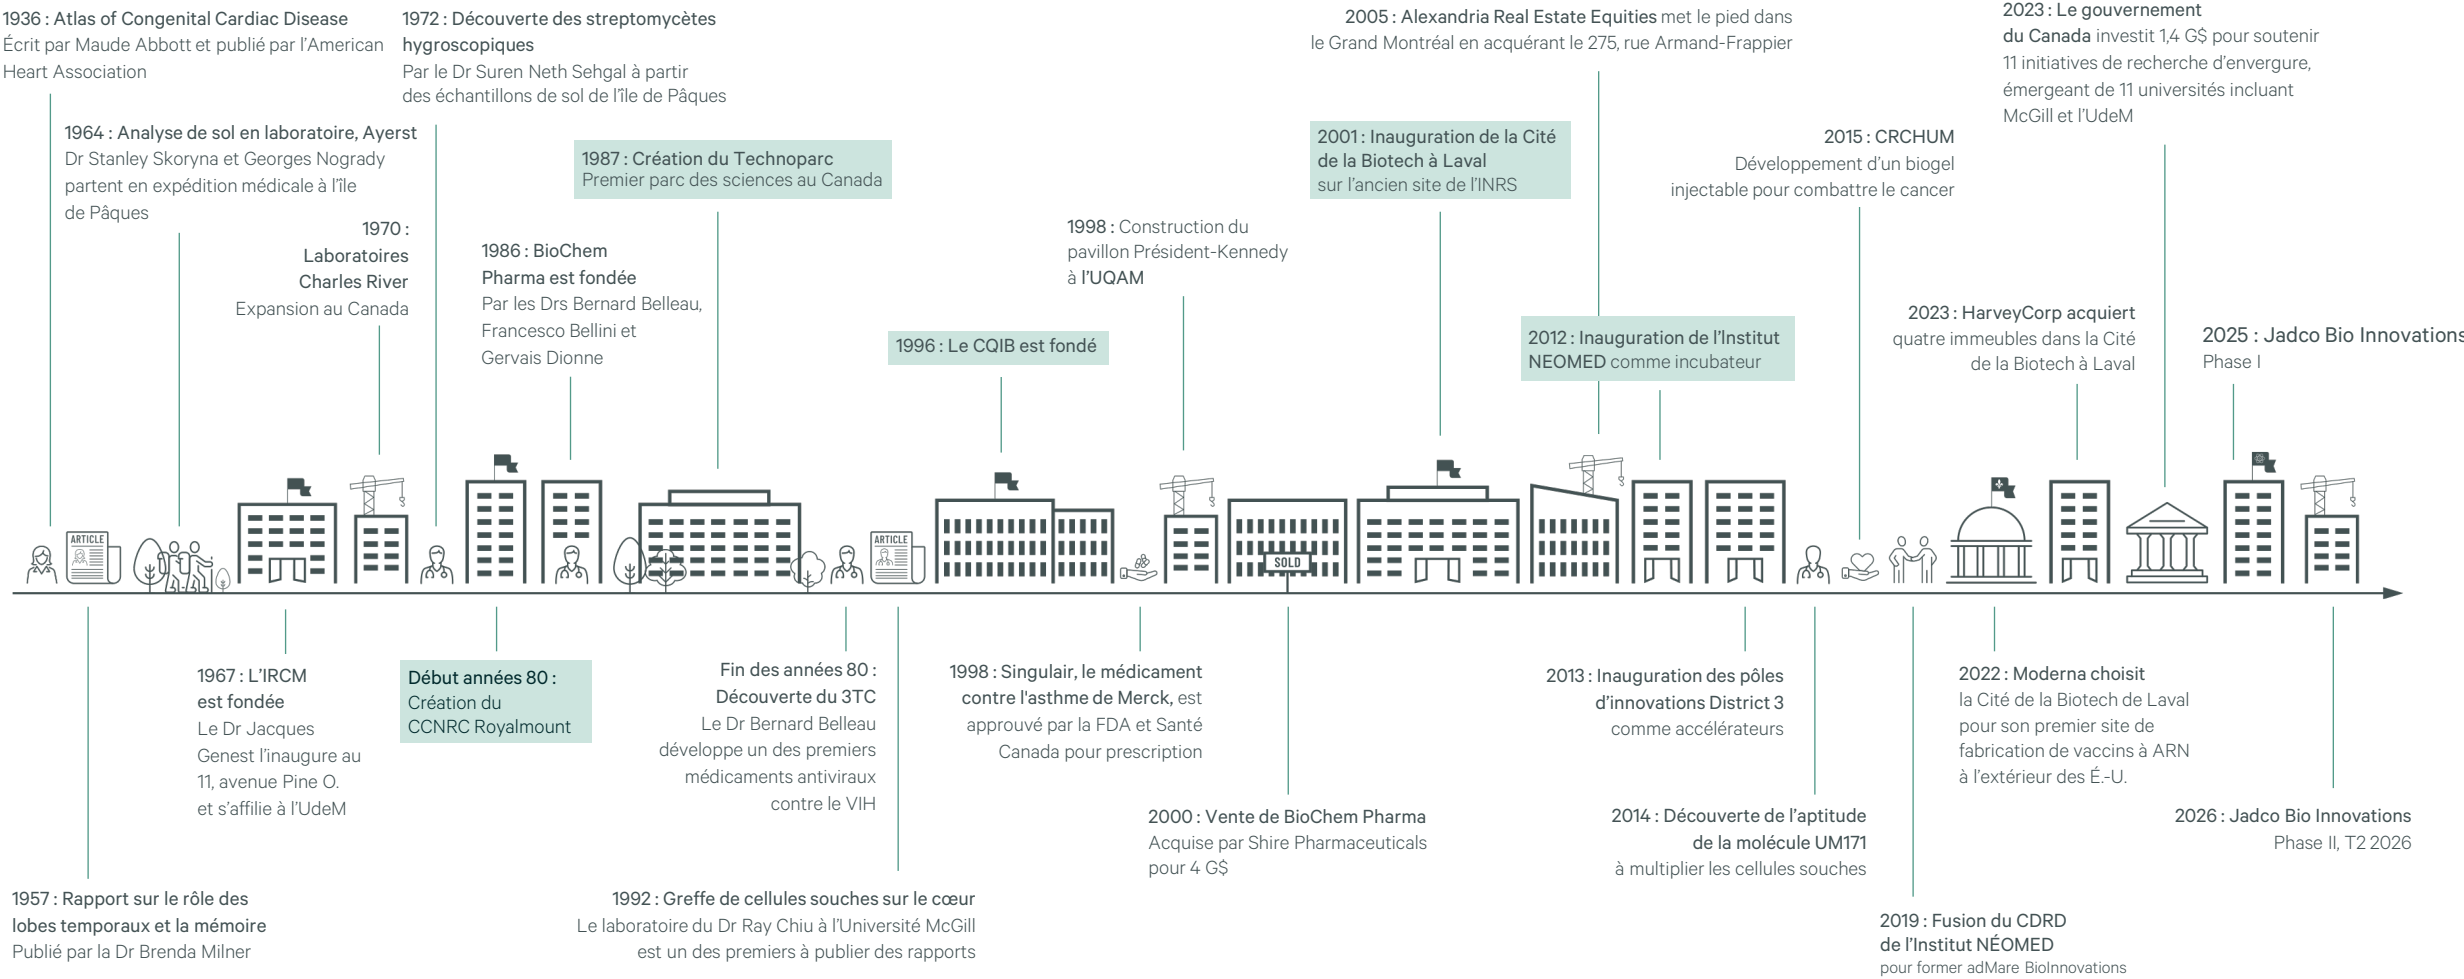 1936 : Atlas of Congenital Cardiac Disease
Écrit par Maude Abbott et publié par l'American
Heart Association
1972 : Découverte des streptomycètes
hygroscopiques
Par le Dr Suren Neth Sehgal à partir
des échantillons de sol de l'île de Pâques
2005 : Alexandria Real Estate Equities met le pied dans
le Grand Montréal en acquérant le 275, rue Armand-Frappier
2023 : Le gouvernement
du Canada investit 1,4 G$ pour soutenir
11 initiatives de recherche d'envergure,
émergeant de 11 universités incluant
McGill et l'UdeM
1964 : Analyse de sol en laboratoire, Ayerst
Dr Stanley Skoryna et Georges Nogrady
partent en expédition médicale à l'île
de Pâques
1987 : Création du Technoparc
Premier parc des sciences au Canada
2001 : Inauguration de la Cité
de la Biotech à Laval
sur l'ancien site de l'INRS
2015 : CRCHUM
Développement d'un biogel
injectable pour combattre le cancer
1970 :
Laboratoires
Charles River
Expansion au Canada
1986 : BioChem
Pharma est fondée
Par les Drs Bernard Belleau,
Francesco Bellini et
Gervais Dionne
1998 : Construction du
pavillon Président-Kennedy
à l'UQAM
1996 : Le CQIB est fondé
2012 : Inauguration de l'Institut
NEOMED comme incubateur
2023 : HarveyCorp acquiert
quatre immeubles dans la Cité
de la Biotech à Laval
2025 : Jadco Bio Innovations
Phase I
ARTICLE
ARTICLE
SOLD
1967 : L'IRCM
est fondée
Le Dr Jacques
Genest l'inaugure au
11, avenue Pine O.
et s'affilie à l'UdeM
Début années 80 :
Création du
CCNRC Royalmount
Fin des années 80 :
Découverte du 3TC
Le Dr Bernard Belleau
développe un des premiers
médicaments antiviraux
contre le VIH
1998 : Singulair, le médicament
contre l'asthme de Merck, est
approuvé par la FDA et Santé
Canada pour prescription
2013 : Inauguration des pôles
d'innovations District 3
comme accélérateurs
2022 : Moderna choisit
la Cité de la Biotech de Laval
pour son premier site de
fabrication de vaccins à ARN
à l'extérieur des É.-U.
2000 : Vente de BioChem Pharma
Acquise par Shire Pharmaceuticals
pour 4 G$
2014 : Découverte de l'aptitude
de la molécule UM171
à multiplier les cellules souches
2026 : Jadco Bio Innovations
Phase II, T2 2026
1957 : Rapport sur le rôle des
lobes temporaux et la mémoire
Publié par la Dr Brenda Milner
1992 : Greffe de cellules souches sur le cœur
Le laboratoire du Dr Ray Chiu à l'Université McGill
est un des premiers à publier des rapports
2019 : Fusion du CDRD
de l'Institut NÉOMED
pour former adMare BioInnovations